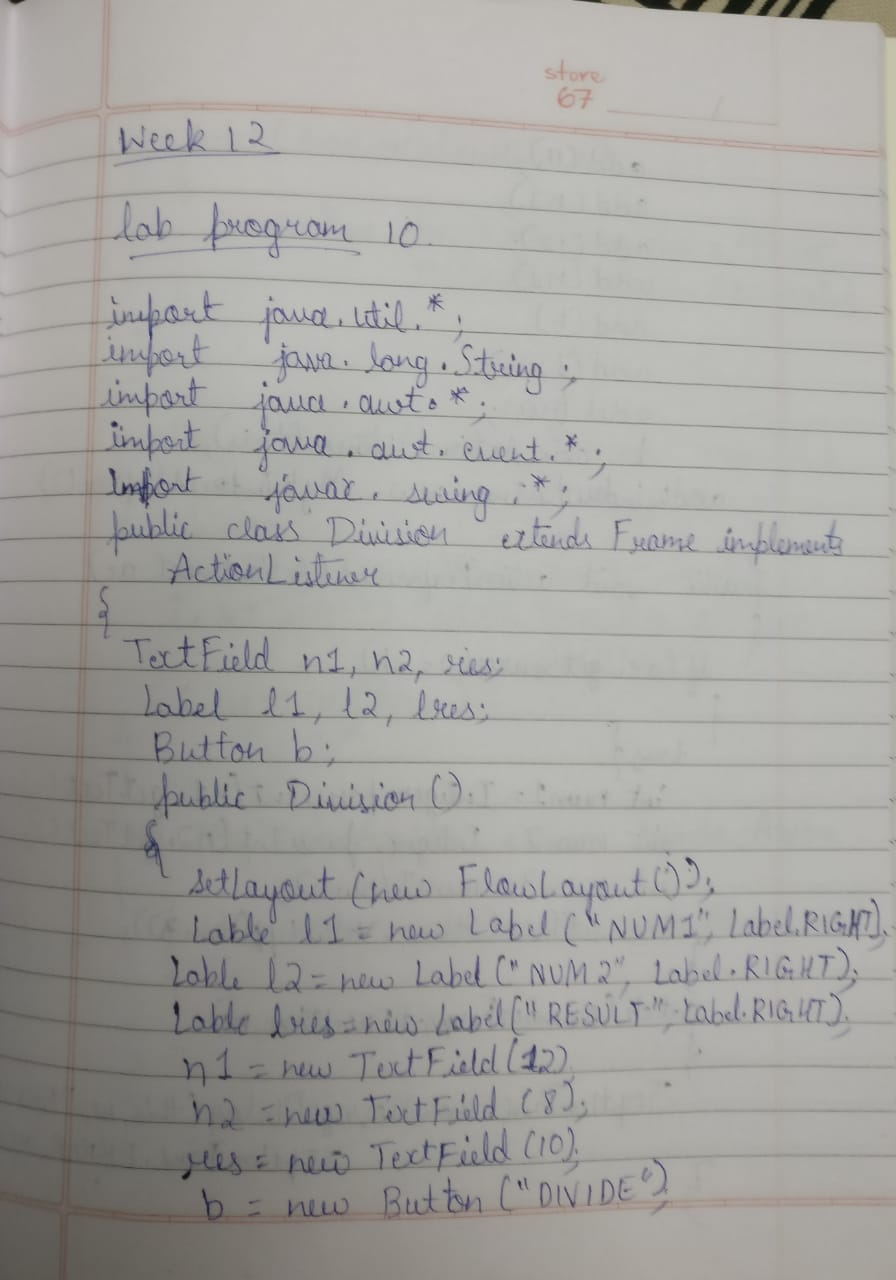 store
67
Week 12
lab program 10.
import java.util.*;
import java.lang.String;
import java.awt.*;
import java.awt.event.*;
Import javax.swing.*;
public class Division extends Frame implements
ActionListener
{
TextField n1, n2, res;
Label l1, l2, lres;
Button b;
public Division()
{
setLayout (new FlowLayout());
Lable l1 = new Label ("NUM1", Label.RIGHT);
Lable l2 = new Label ("NUM2", Label.RIGHT);
Lable lres = new Label ("RESULT", Label.RIGHT);
n1 = new TextField (12);
n2 = new TextField (8);
res = new TextField (10);
b = new Button ("DIVIDE");